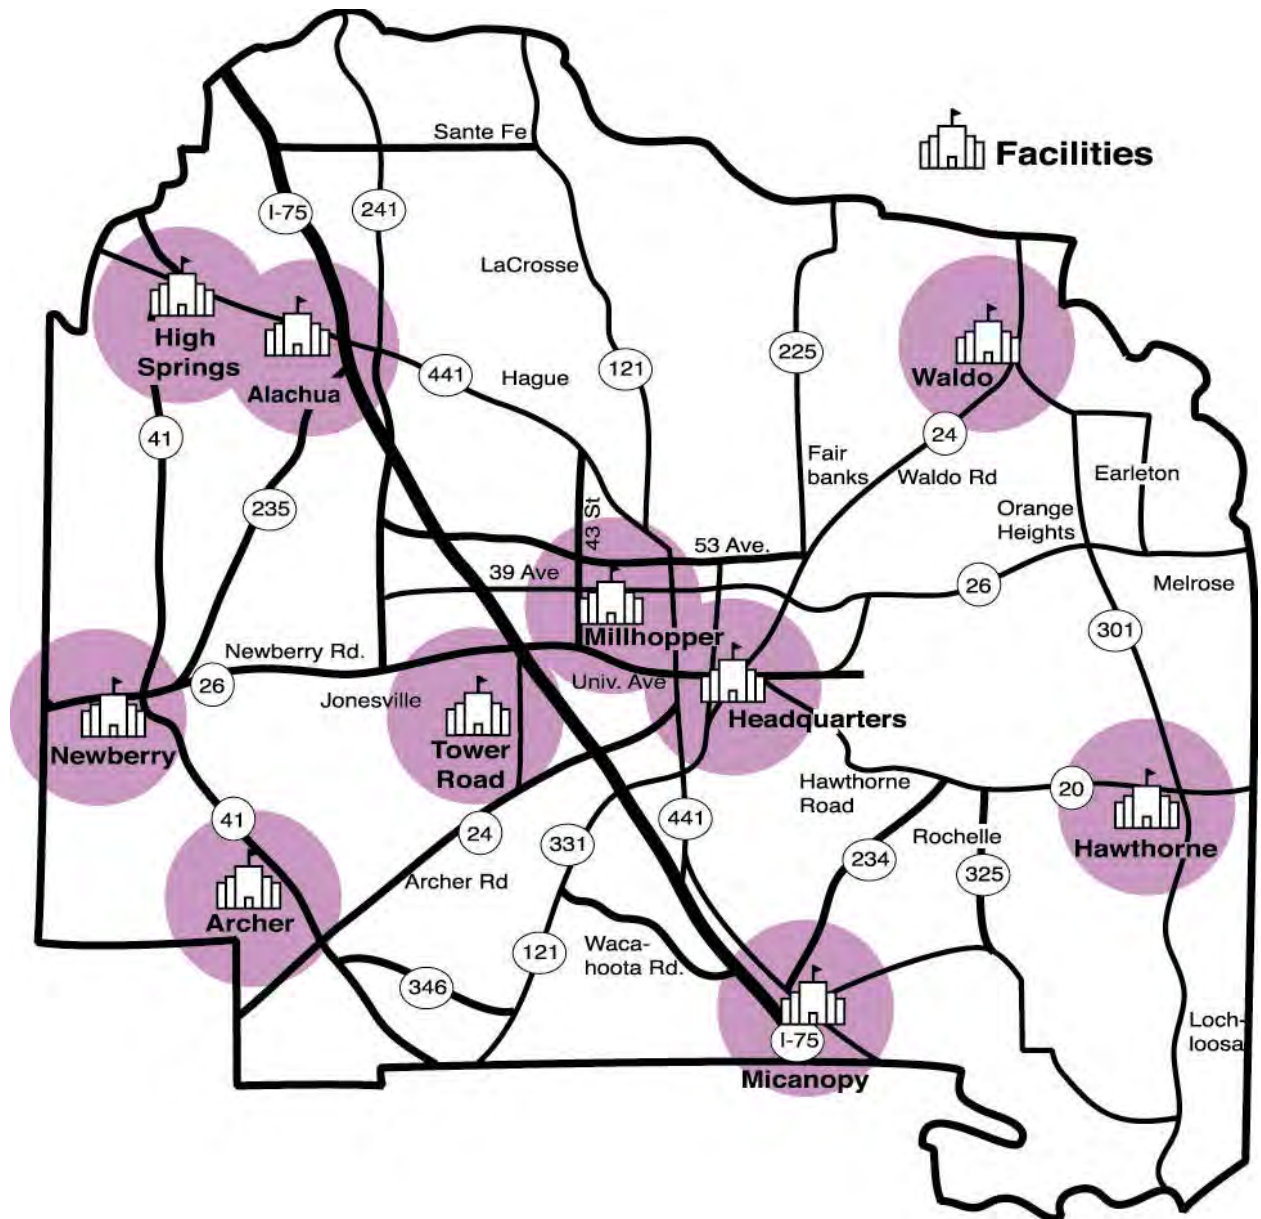 Sante Fe
Facilities
I-75
241
LaCrosse
High
Springs
Alachua
441
Hague
121
225
Waldo
41
24
Fair
banks
Waldo Rd
Earleton
235
43 St
Orange
Heights
53 Ave.
39 Ave
26
Melrose
Millhopper
301
Newberry Rd.
26
Jonesville
Univ. Ave
Headquarters
Newberry
Tower
Road
Hawthorne
Road
20
41
24
441
331
234
Rochelle
Hawthorne
325
Archer Rd
Archer
121
Waca-
hoota Rd.
346
I-75
Loch-
loosa
Micanopy